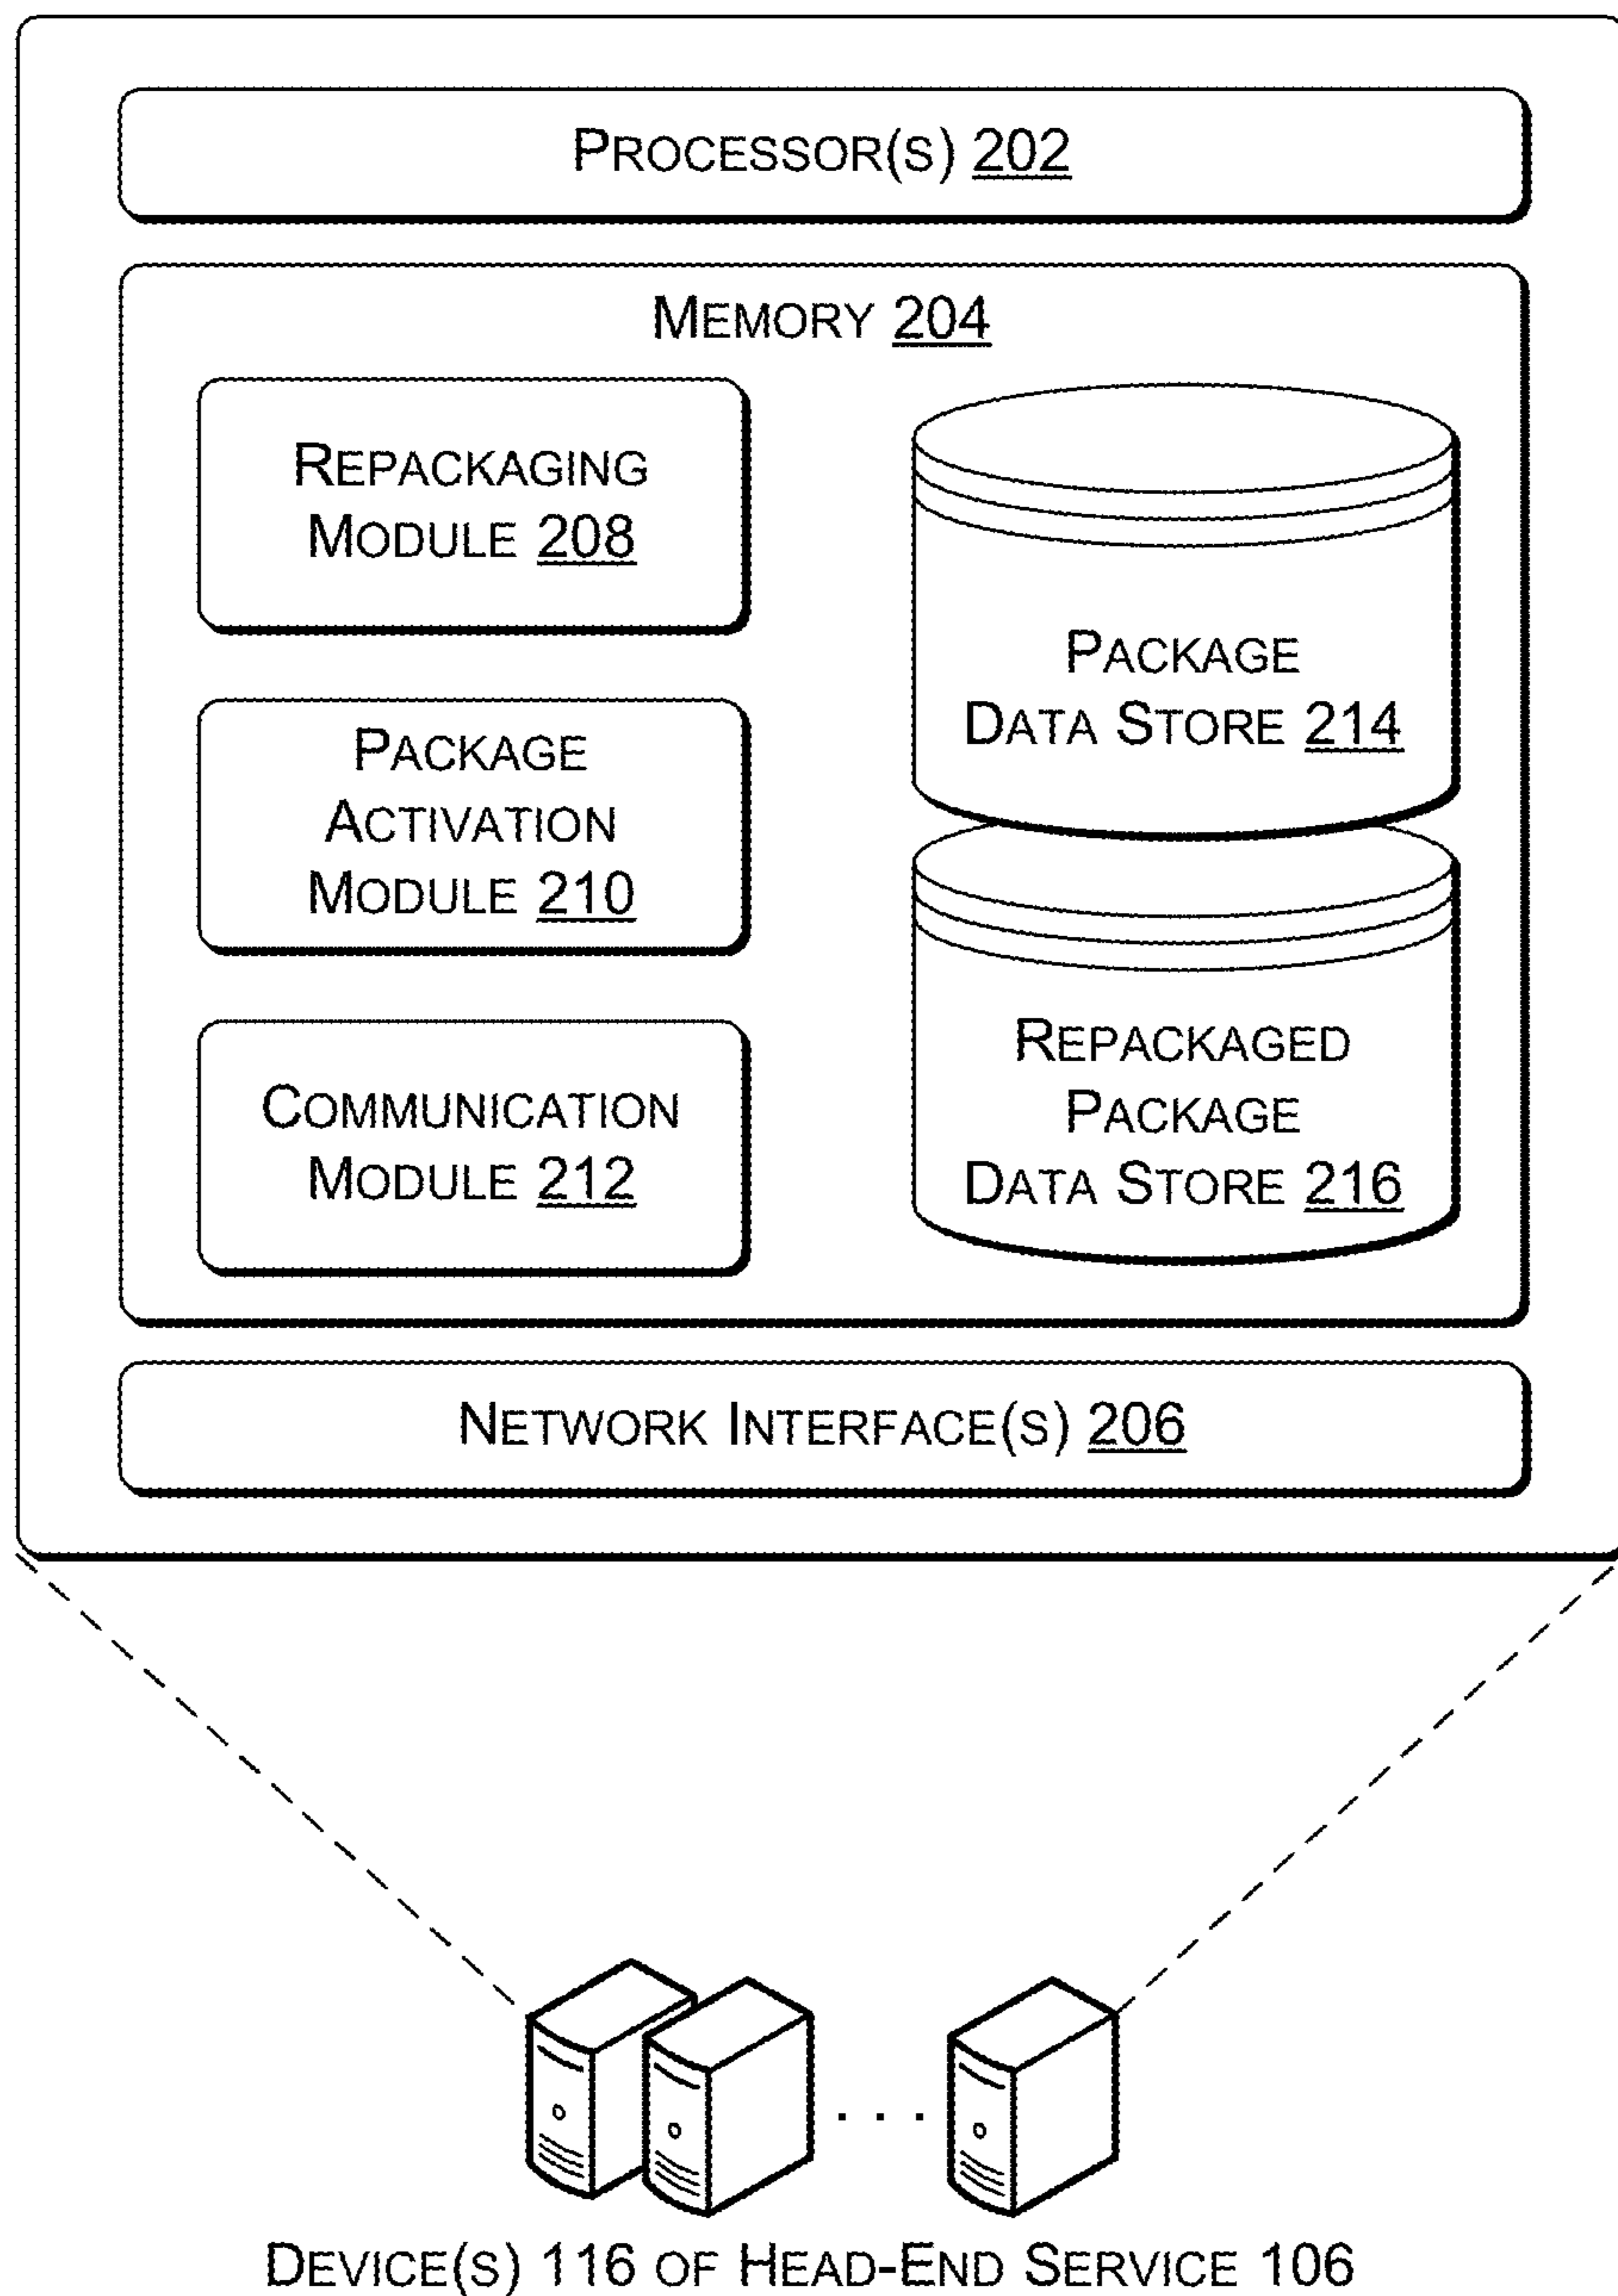 PROCESSOR(S) 202
MEMORY 204
REPACKAGING
MODULE 208
PACKAGE
ACTIVATION
MODULE 210
COMMUNICATION
MODULE 212
PACKAGE
DATA STORE 214
REPACKAGED
PACKAGE
DATA STORE 216
NETWORK INTERFACE(S) 206
DEVICE(S) 116 OF HEAD-END SERVICE 106